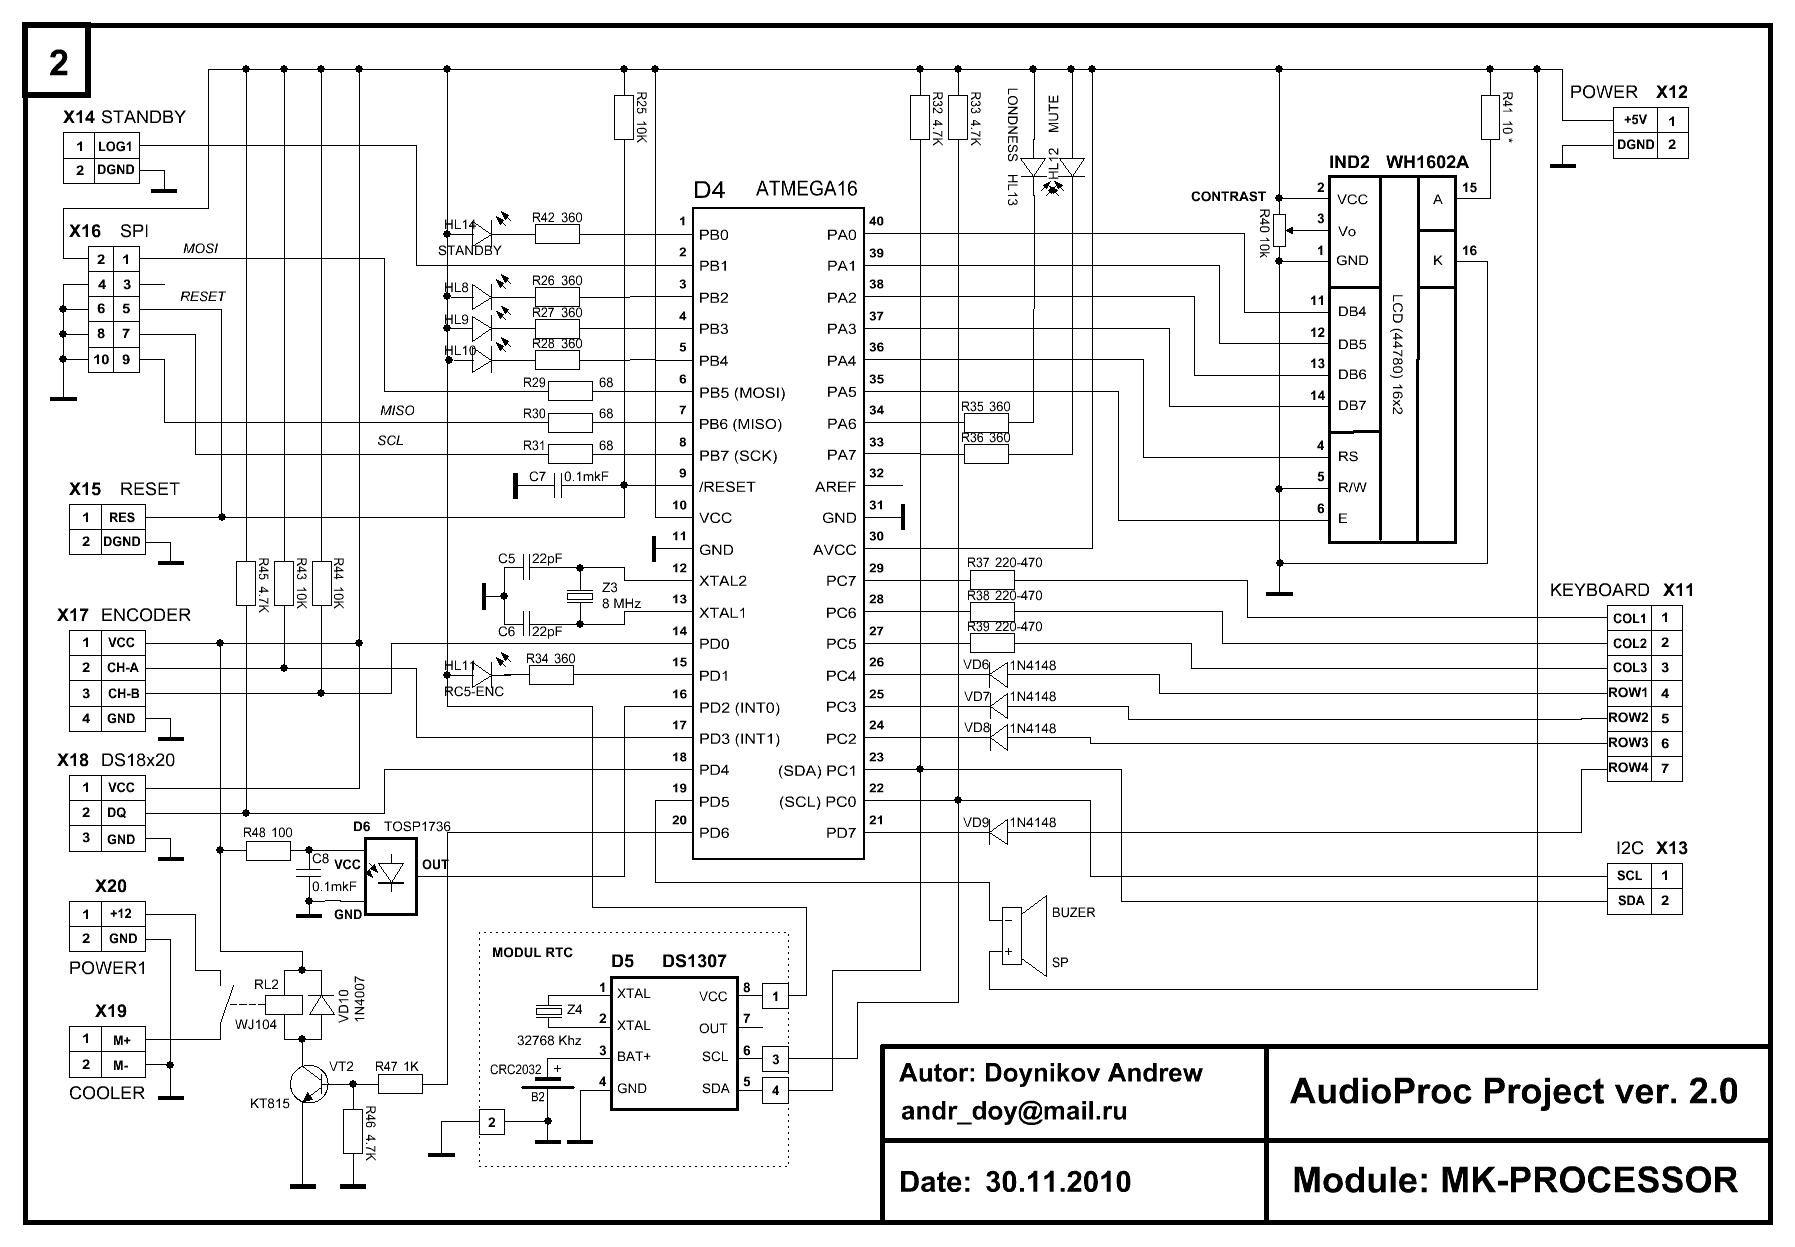 2
X14 STANDBY
1 LOG1
2 DGND
X16 SPI
2 1
4 3
6 5
8 7
10 9
MOSI
RESET
MISO
SCL
X15 RESET
1 RES
2 DGND
X17 ENCODER
1 VCC
2 CH-A
3 CH-B
4 GND
X18 DS18x20
1 VCC
2 DQ
3 GND
X20
1 +12
2 GND
POWER1
X19
1 M+
2 M-
COOLER
R45 4.7K
R43 10K
R44 10K
R25 10K
HL14
STANDBY
R42 360
HL8
R26 360
HL9
R27 360
HL10
R28 360
R29 68
R30 68
R31 68
C7 0.1mkF
C5 22pF
Z3
8 MHz
C6 22pF
HL11
RC5-ENC
R34 360
R48 100
C8
0.1mkF
D6 TOSP1736
VCC
OUT
GND
RL2
WJ104
VD10
1N4007
VT2
KT815
R47 1K
R46 4.7K
D4 ATMEGA16
1 PB0
2 PB1
3 PB2
4 PB3
5 PB4
6 PB5 (MOSI)
7 PB6 (MISO)
8 PB7 (SCK)
9 /RESET
10 VCC
11 GND
12 XTAL2
13 XTAL1
14 PD0
15 PD1
16 PD2 (INT0)
17 PD3 (INT1)
18 PD4
19 PD5
20 PD6
PA0 40
PA1 39
PA2 38
PA3 37
PA4 36
PA5 35
PA6 34
PA7 33
AREF 32
GND 31
AVCC 30
PC7 29
PC6 28
PC5 27
PC4 26
PC3 25
PC2 24
(SDA) PC1 23
(SCL) PC0 22
PD7 21
R32 4.7K
R33 4.7K
LONDNESS HL13
MUTE
HL12
R35 360
R36 360
R37 220-470
R38 220-470
R39 220-470
VD6 1N4148
VD7 1N4148
VD8 1N4148
VD9 1N4148
BUZER
-
+
SP
MODUL RTC
D5 DS1307
1 XTAL
2 XTAL
3 BAT+
4 GND
VCC 8
OUT 7
SCL 6
SDA 5
1
3
4
2
Z4
32768 Khz
CRC2032 +
B2
CONTRAST
R40 10k
R41 10 *
IND2 WH1602A
2 VCC
3 Vo
1 GND
11 DB4
12 DB5
13 DB6
14 DB7
4 RS
5 R/W
6 E
A 15
K 16
LCD (44780) 16x2
POWER X12
+5V 1
DGND 2
KEYBOARD X11
COL1 1
COL2 2
COL3 3
ROW1 4
ROW2 5
ROW3 6
ROW4 7
I2C X13
SCL 1
SDA 2
Autor: Doynikov Andrew
andr_doy@mail.ru
AudioProc Project ver. 2.0
Date: 30.11.2010
Module: MK-PROCESSOR